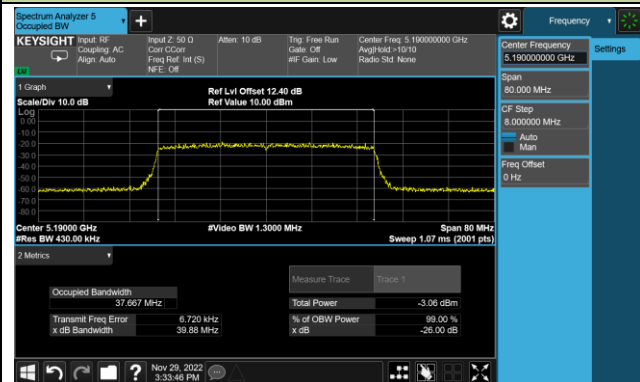 Spectrum Analyzer 5
Occupied BW
+
Frequency
KEYSIGHT
Input: RF
Coupling: AC
Align: Auto
Input Z: 50 Ω
Corr CCorr
Freq Ref: Int (S)
NFE: Off
Atten: 10 dB
Trig: Free Run
Gate: Off
#IF Gain: Low
Center Freq: 5.190000000 GHz
Avg|Hold:>10/10
Radio Std: None
Center Frequency
5.190000000 GHz
Settings
Span
80.000 MHz
CF Step
8.000000 MHz
Auto
Man
Freq Offset
0 Hz
1 Graph
Scale/Div 10.0 dB
Ref Lvl Offset 12.40 dB
Ref Value 10.00 dBm
Log
0.00
-10.0
-20.0
-30.0
-40.0
-50.0
-60.0
-70.0
-80.0
Center 5.19000 GHz
#Res BW 430.00 kHz
#Video BW 1.3000 MHz
Span 80 MHz
Sweep 1.07 ms (2001 pts)
2 Metrics
Measure Trace
Trace 1
Occupied Bandwidth
37.667 MHz
Total Power
-3.06 dBm
Transmit Freq Error
6.720 kHz
% of OBW Power
99.00 %
x dB Bandwidth
39.88 MHz
x dB
-26.00 dB
?
Nov 29, 2022
3:33:46 PM